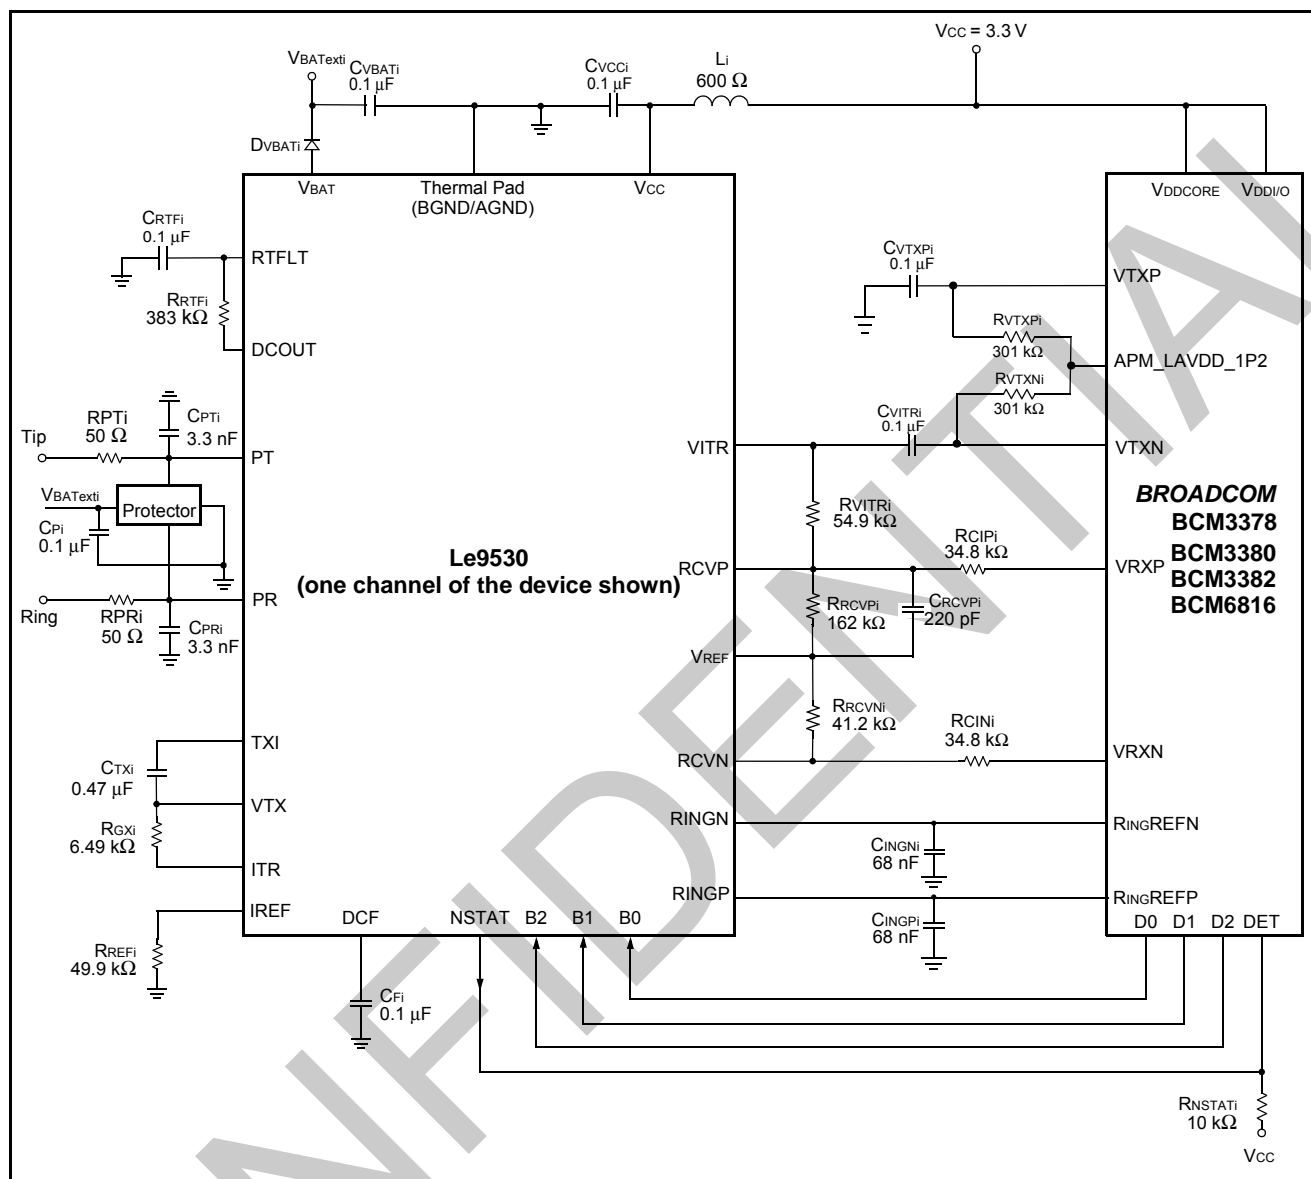 VCC = 3.3 V
VBATexti
CVBATi
0.1 µF
CVCCi
0.1 µF
Li
600 Ω
DVBATi
VBAT
Thermal Pad
(BGND/AGND)
VCC
VDDCORE
VDDI/O
CRTFi
0.1 µF
RTFLT
RRTFi
383 kΩ
DCOUT
CVTXPi
0.1 µF
VTXP
RVTXPi
301 kΩ
APM_LAVDD_1P2
RVTXNi
301 kΩ
CPTi
3.3 nF
RPTi
50 Ω
Tip
PT
CVITRi
0.1 µF
VITR
VTXN
VBATexti
Protector
CPi
0.1 µF
RVITRi
54.9 kΩ
BROADCOM
BCM3378
BCM3380
BCM3382
BCM6816
Le9530
(one channel of the device shown)
RCVP
RCIPi
34.8 kΩ
VRXP
Ring
RPRi
50 Ω
PR
CPRi
3.3 nF
RRCVPi
162 kΩ
CRCVPi
220 pF
VREF
RRCVNi
41.2 kΩ
RCINi
34.8 kΩ
TXI
CTXi
0.47 µF
RCVN
VRXN
VTX
RGXi
6.49 kΩ
ITR
RINGN
RINGREFN
CINGNi
68 nF
RINGP
RINGREFP
CINGPi
68 nF
IREF
RREFi
49.9 kΩ
DCF
NSTAT
B2
B1
B0
D0
D1
D2
DET
CFi
0.1 µF
RNSTATi
10 kΩ
VCC
NFIDENTIAL